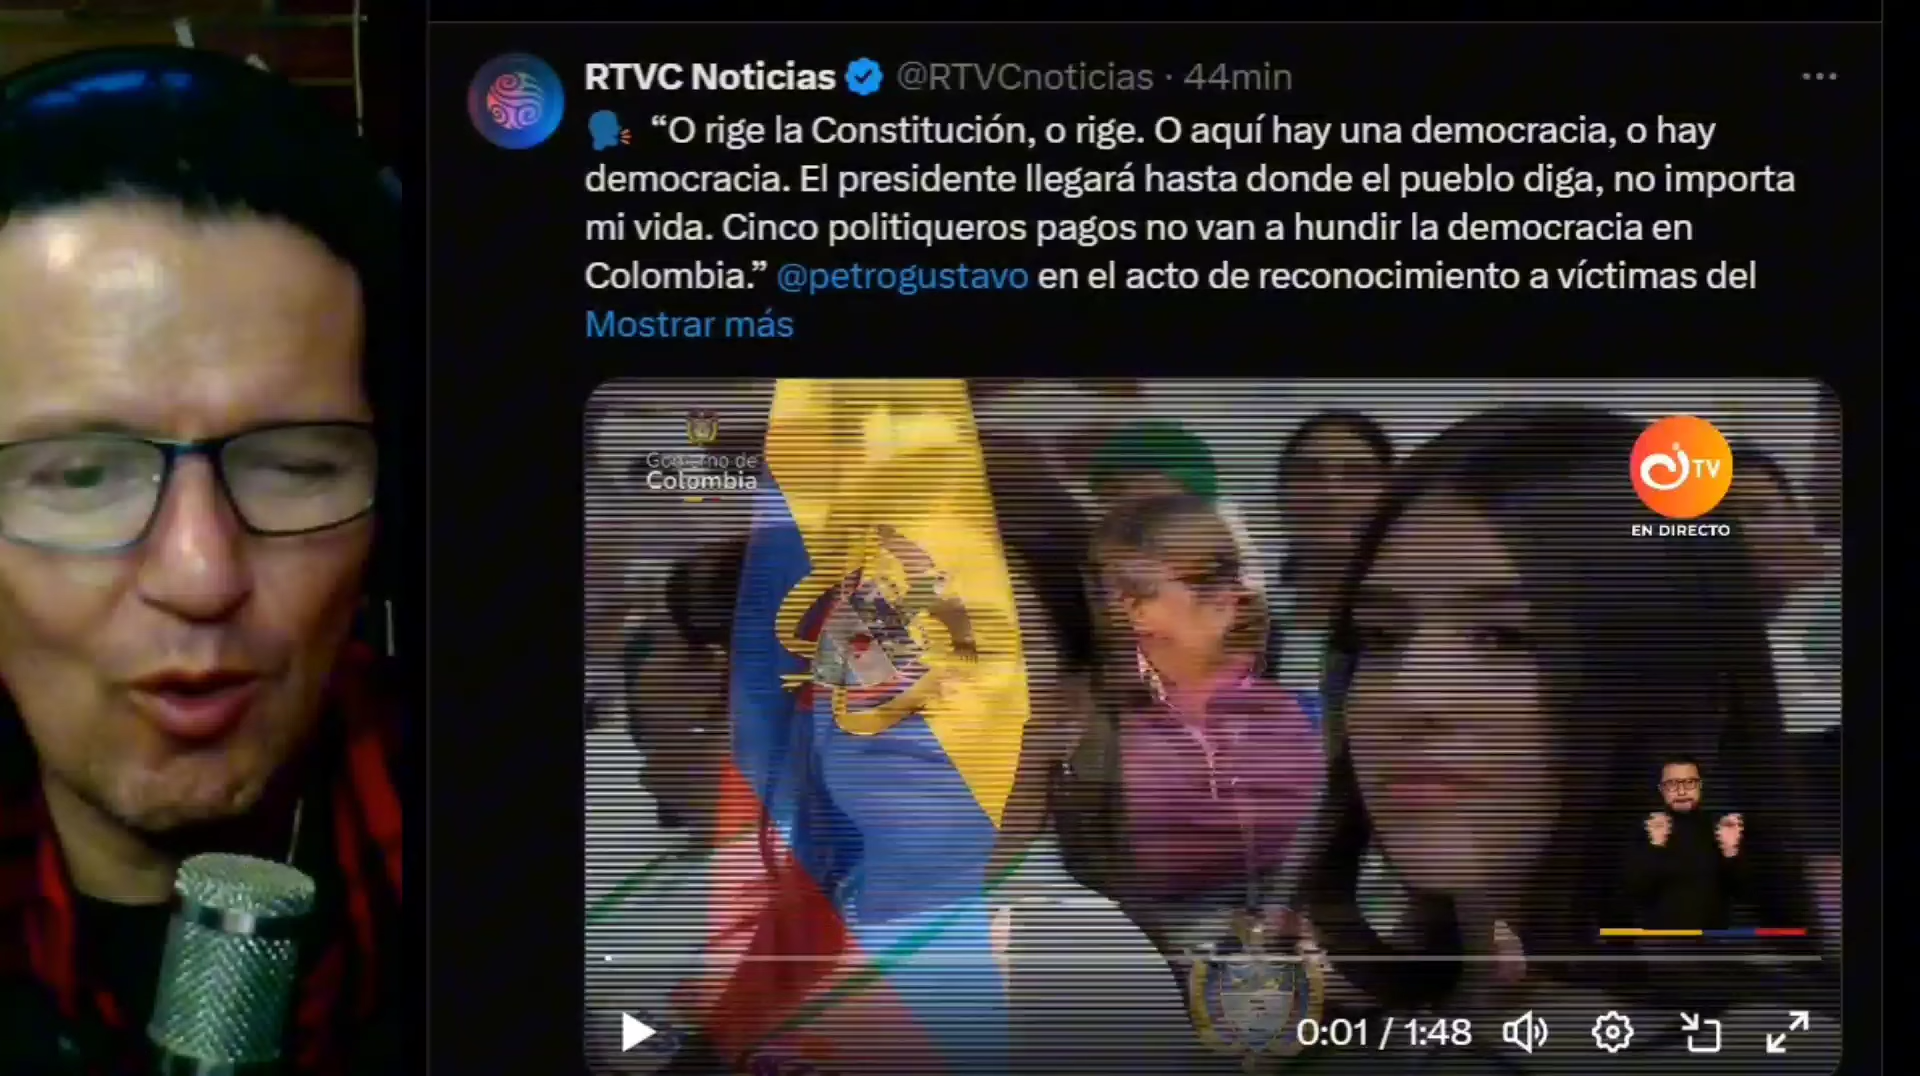 RTVC Noticias @RTVCnoticias · 44min
“O rige la Constitución, o rige. O aquí hay una democracia, o hay
democracia. El presidente llegará hasta donde el pueblo diga, no importa
mi vida. Cinco politiqueros pagos no van a hundir la democracia en
Colombia.” @petrogustavo en el acto de reconocimiento a víctimas del
Mostrar más
Gobierno de
Colombia
TV
EN DIRECTO
0:01 / 1:48